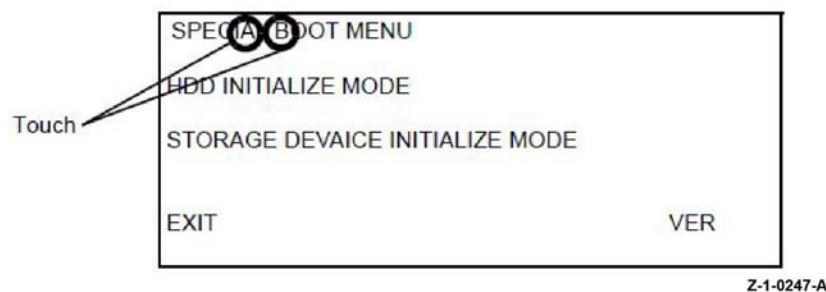 SPECIAL BOOT MENU
HDD INITIALIZE MODE
Touch
STORAGE DEVAICE INITIALIZE MODE
EXIT VER
Z-1-0247-A